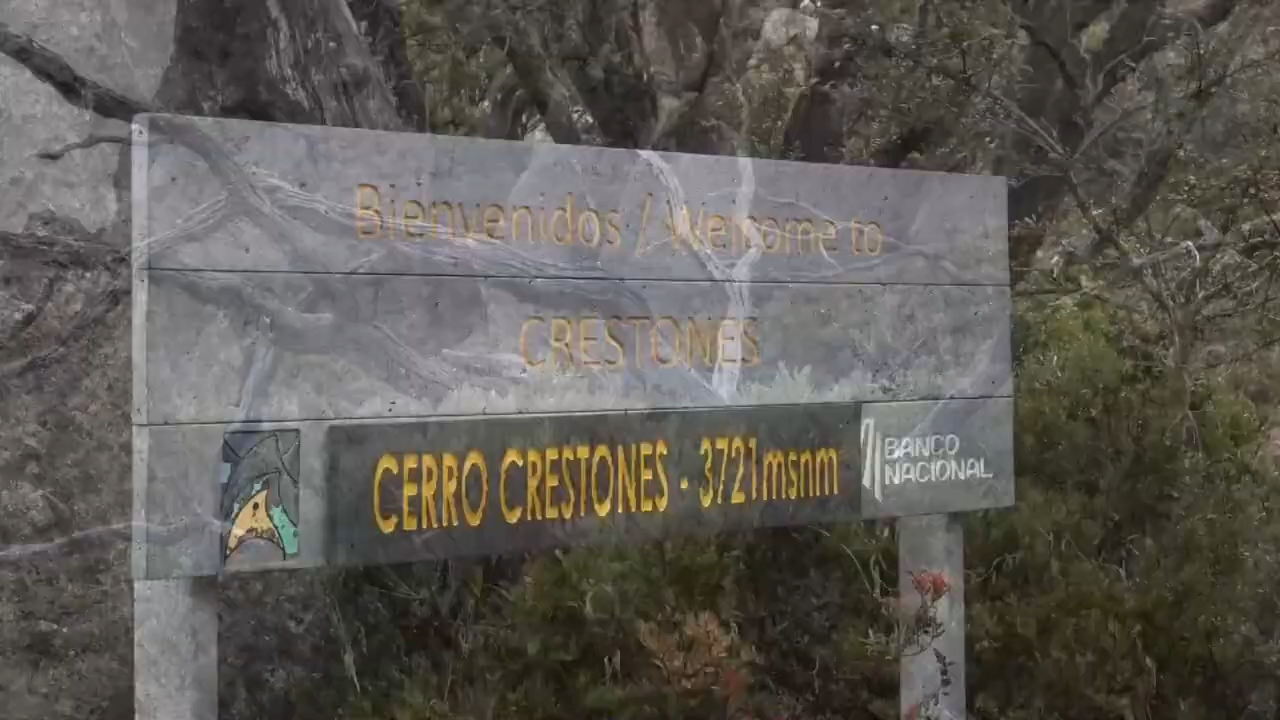 Bienvenidos / Welcome to
CRESTONES
CERRO CRESTONES - 3721msnm
BANCO
NACIONAL